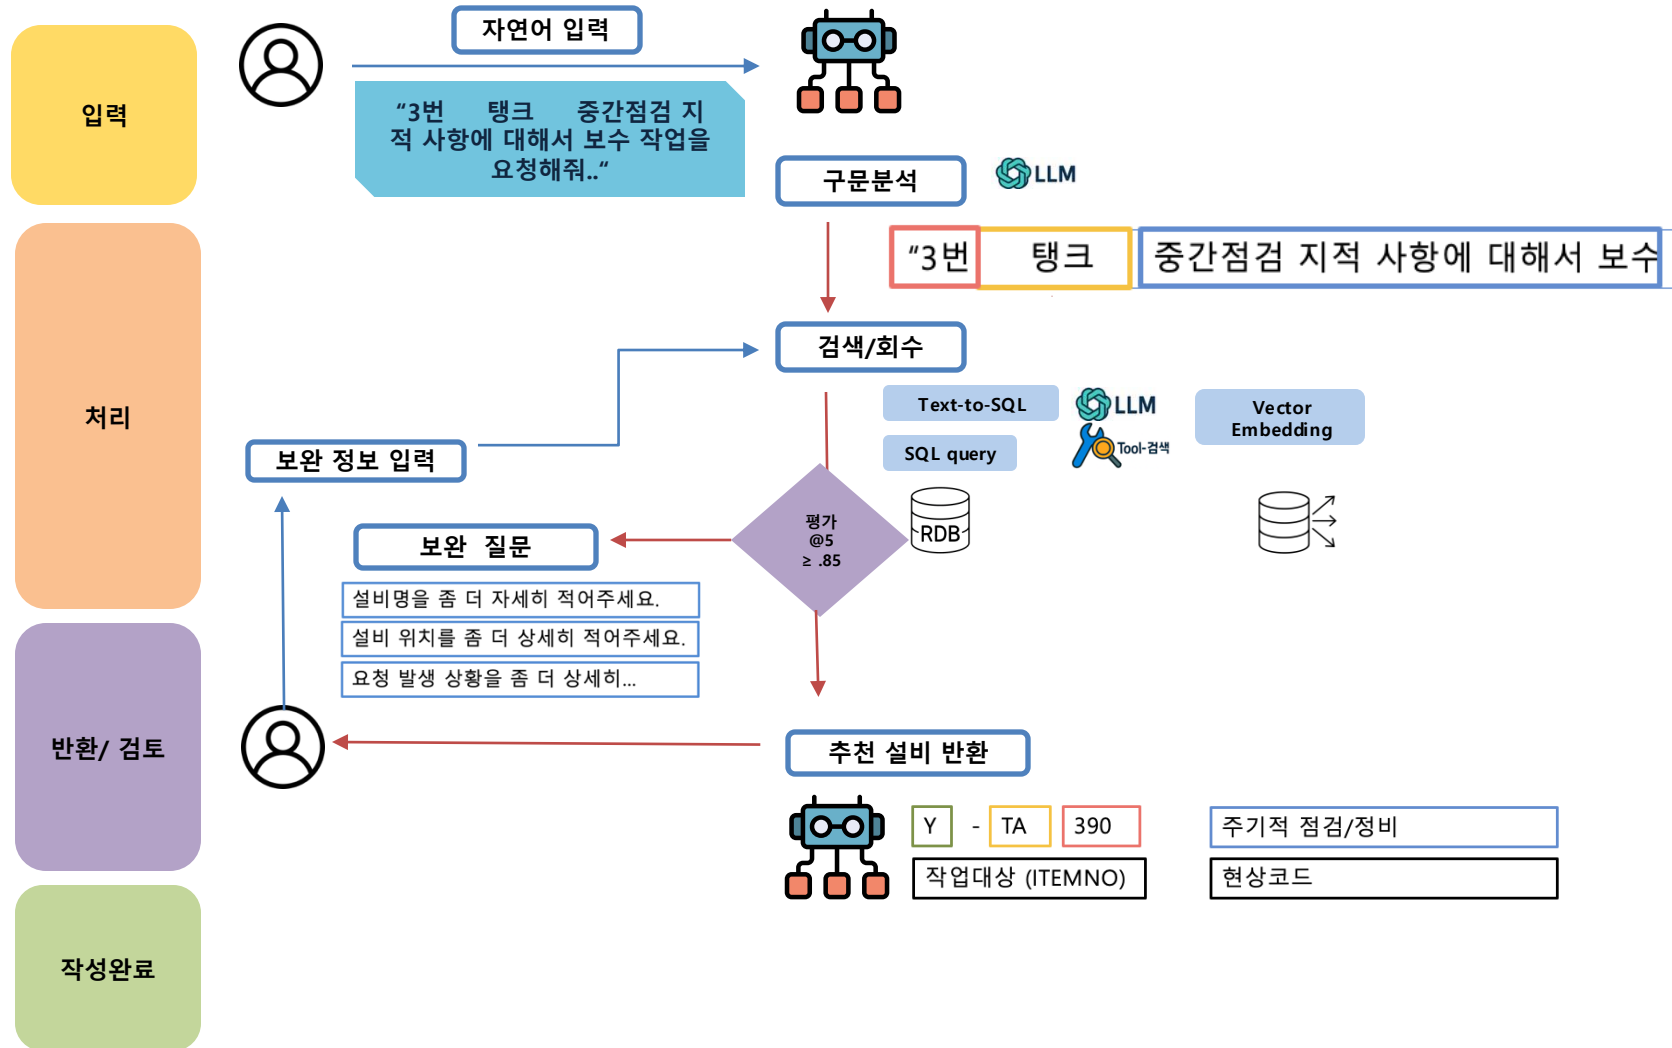 입력
자연어 입력
“3번 탱크 중간점검 지
적 사항에 대해서 보수 작업을
요청해줘..“
구문분석
LLM
“3번 탱크 중간점검 지적 사항에 대해서 보수
처리
검색/회수
Text-to-SQL
LLM
Vector
Embedding
Tool-검색
SQL query
보완 정보 입력
RDB
평가
@5
≥ .85
보완 질문
설비명을 좀 더 자세히 적어주세요.
설비 위치를 좀 더 상세히 적어주세요.
요청 발생 상황을 좀 더 상세히...
반환/ 검토
추천 설비 반환
Y - TA 390
주기적 점검/정비
작업대상 (ITEMNO)
현상코드
작성완료